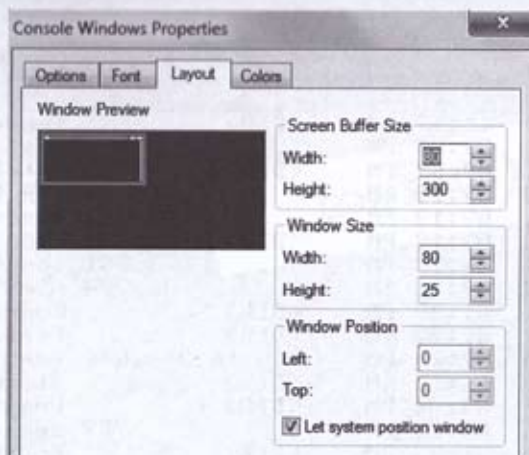 Console Windows Properties
Options Font Layout Colors
Window Preview
Screen Buffer Size
Width: 80
Height: 300
Window Size
Width: 80
Height: 25
Window Position
Left: 0
Top: 0
Let system position window